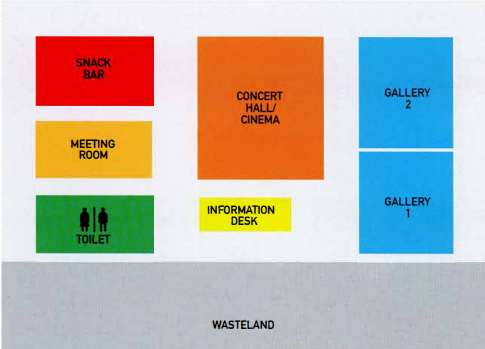 SNACK
BAR
CONCERT
HALL/
CINEMA
GALLERY
2
MEETING
ROOM
GALLERY
1
INFORMATION
DESK
TOILET
WASTELAND